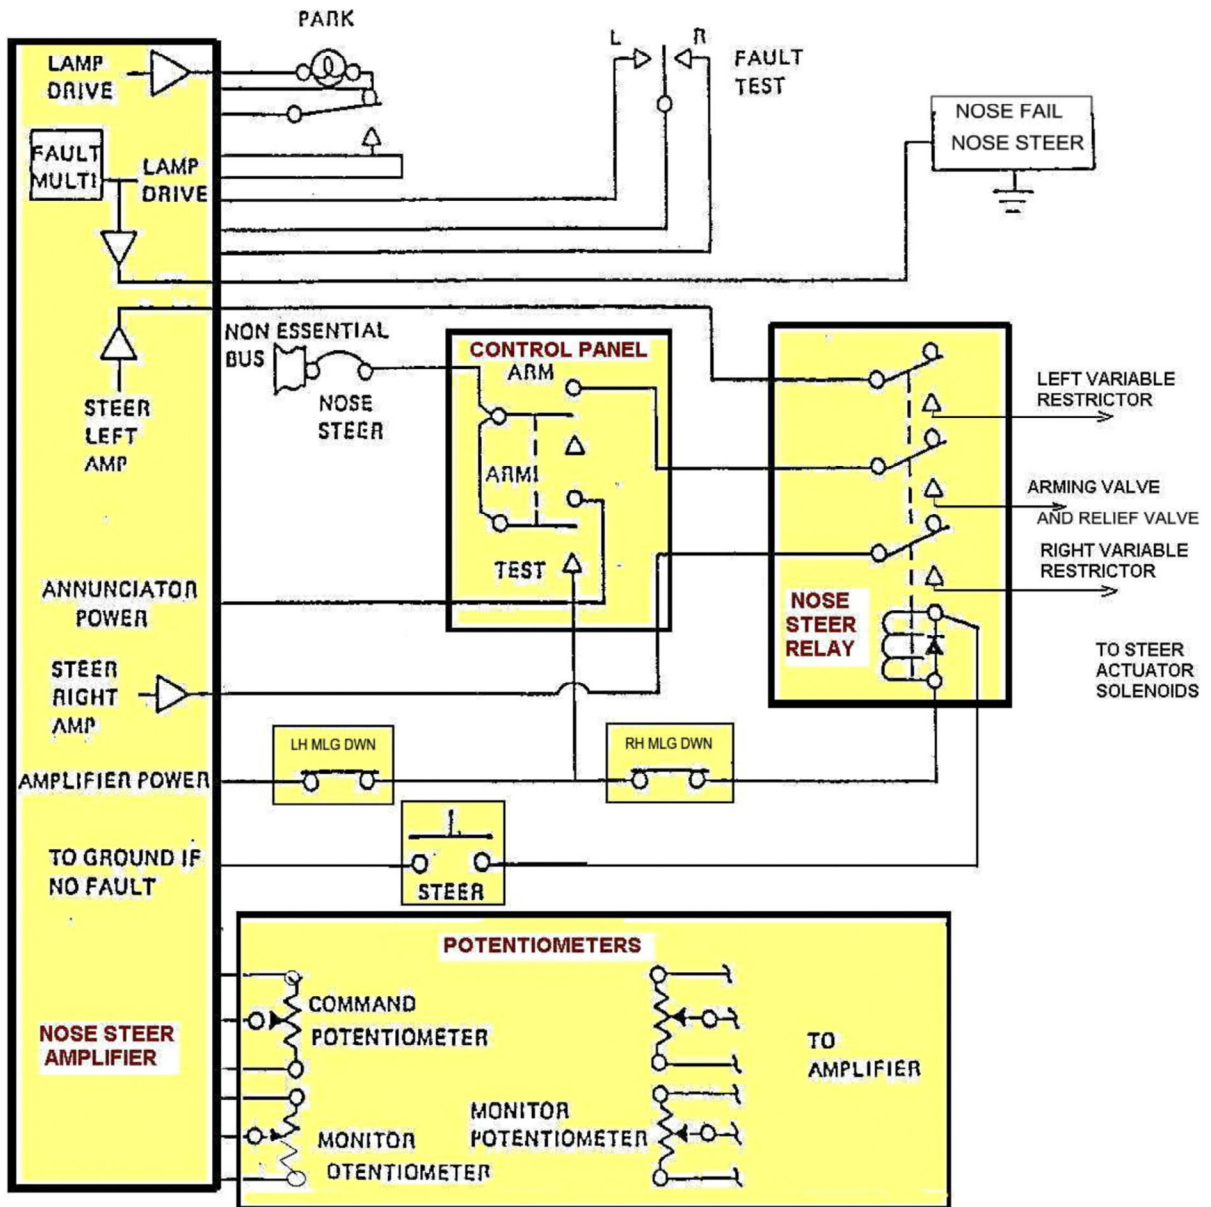 PARK
L R
FAULT
TEST
LAMP
DRIVE
FAULT
MULTI
LAMP
DRIVE
NOSE FAIL
NOSE STEER
NON ESSENTIAL
BUS
NOSE
STEER
CONTROL PANEL
ARM
ARM!
TEST
STEER
LEFT
AMP
LEFT VARIABLE
RESTRICTOR
ARMING VALVE
AND RELIEF VALVE
RIGHT VARIABLE
RESTRICTOR
ANNUNCIATOR
POWER
NOSE
STEER
RELAY
TO STEER
ACTUATOR
SOLENOIDS
STEER
RIGHT
AMP
LH MLG DWN
RH MLG DWN
AMPLIFIER POWER
TO GROUND IF
NO FAULT
STEER
POTENTIOMETERS
NOSE STEER
AMPLIFIER
COMMAND
POTENTIOMETER
TO
AMPLIFIER
MONITOR
OTENTIOMETER
MONITOR
POTENTIOMETER